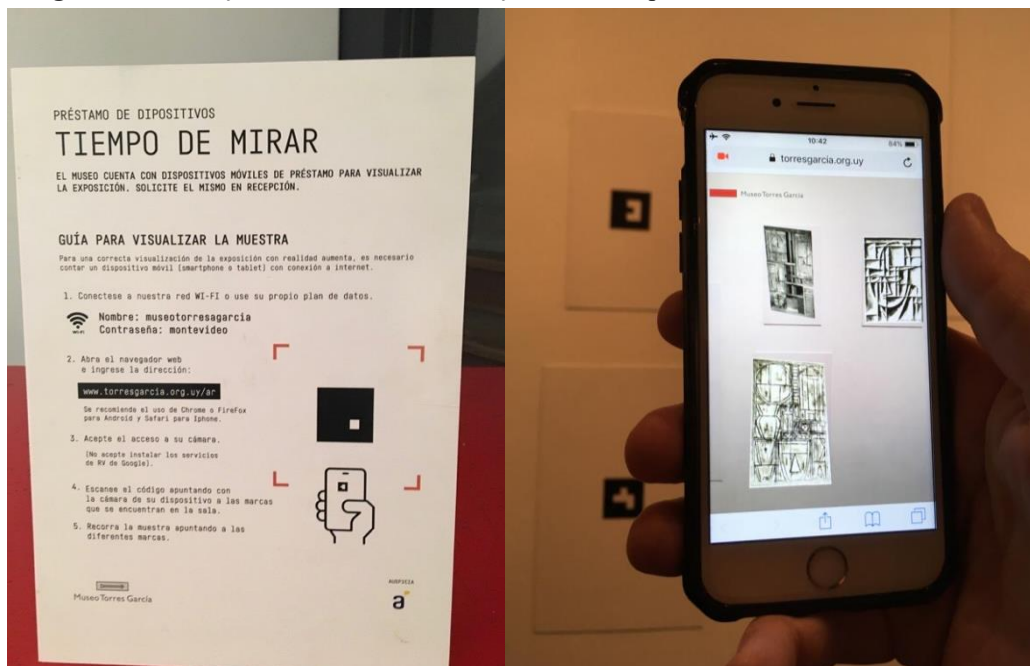 PRÉSTAMO DE DIPOSITIVOS
TIEMPO DE MIRAR
EL MUSEO CUENTA CON DISPOSITIVOS MÓVILES DE PRÉSTAMO PARA VISUALIZAR
LA EXPOSICIÓN. SOLICITE EL MISMO EN RECEPCIÓN.
GUÍA PARA VISUALIZAR LA MUESTRA
Para una correcta visualización de la exposición con realidad aumenta, es necesario
contar un dispositivo móvil (smartphone o tablet) con conexión a internet.
1. Conectese a nuestra red WI-FI o use su propio plan de datos.
Nombre: museotorresagarcia
Contraseña: montevideo
2. Abra el navegador web
e ingrese la dirección:
www.torresgarcia.org.uy/ar
Se recomienda el uso de Chrome o FireFox
para Android y Safari para Iphone.
3. Acepte el acceso a su cámara.
(No acepte instalar los servicios
de RV de Google).
4. Escanee el código apuntando con
la cámara de su dispositivo a las marcas
que se encuentran en la sala.
5. Recorra la muestra apuntando a las
diferentes marcas.
Museo Torres García
AUSPICIA
a
10:42
84%
torresgarcia.org.uy
Museo Torres García